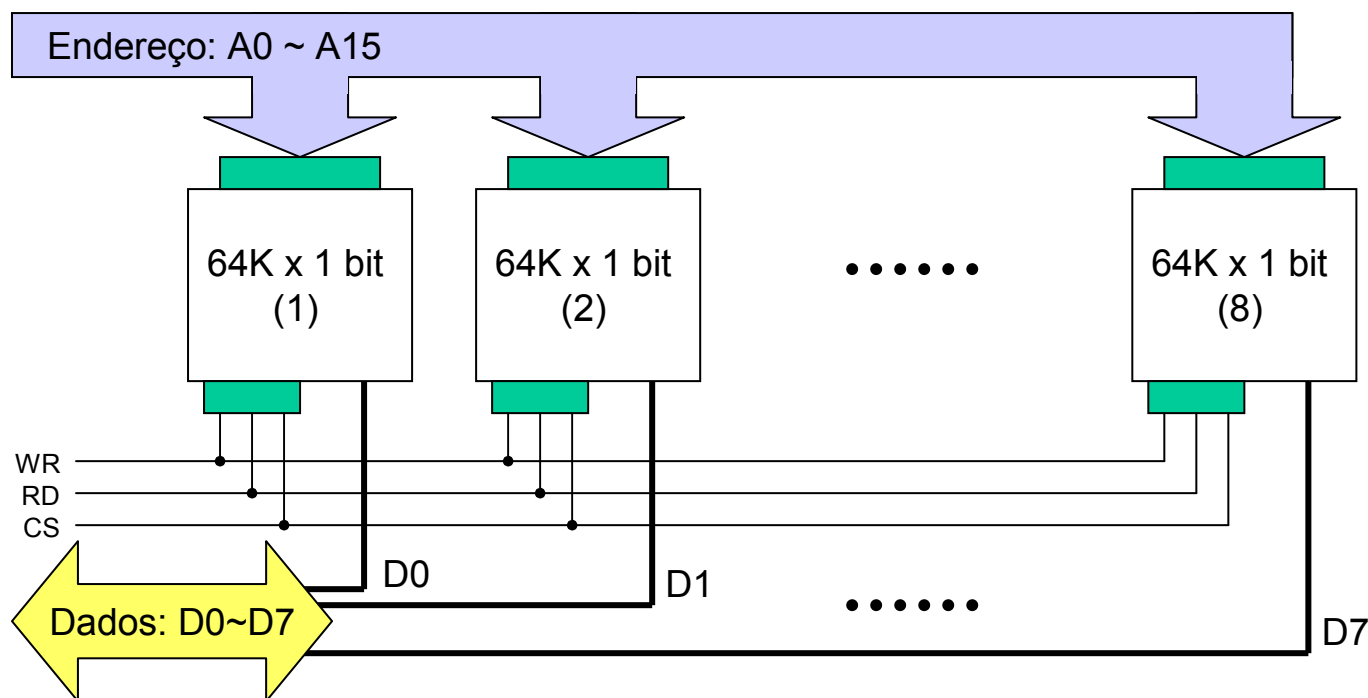 Endereço: A0 ~ A15
64K x 1 bit
(1)
64K x 1 bit
(2)
64K x 1 bit
(8)
WR
RD
CS
D0
D1
D7
Dados: D0~D7